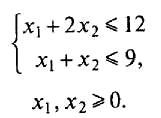 x₁ + 2x₂ ⩽ 12
x₁ + x₂ ⩽ 9,
x₁, x₂ ⩾ 0.